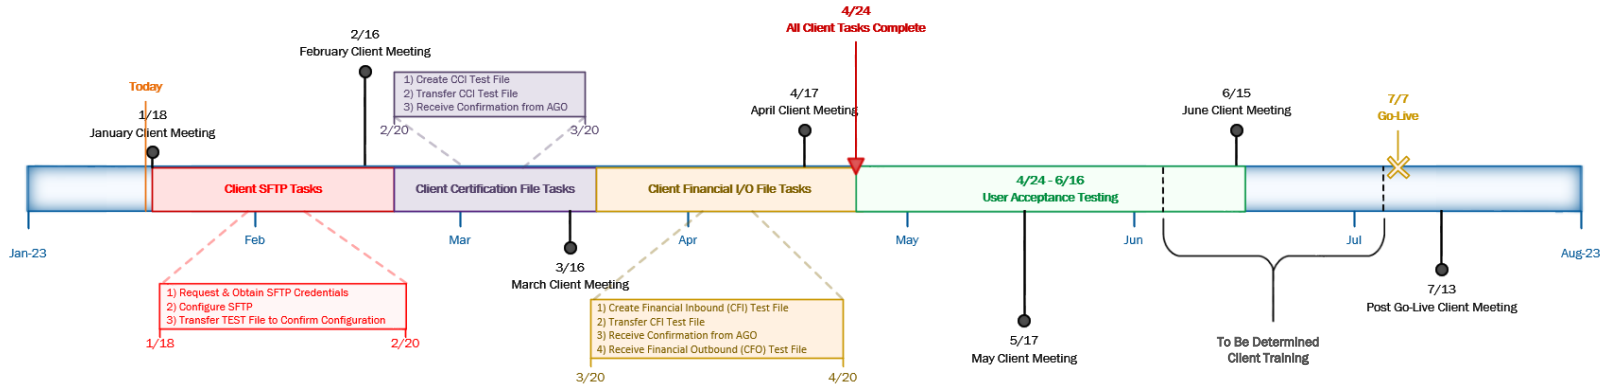 4/24
All Client Tasks Complete
2/16
February Client Meeting
Today
1) Create CCI Test File
2) Transfer CCI Test File
3) Receive Confirmation from AGO
2/20
3/20
1/18
January Client Meeting
4/17
April Client Meeting
6/15
June Client Meeting
7/7
Go-Live
Client SFTP Tasks
Client Certification File Tasks
Client Financial I/O File Tasks
4/24 - 6/16
User Acceptance Testing
Jan-23
Feb
Mar
Apr
May
Jun
Jul
Aug-23
3/16
March Client Meeting
1) Request & Obtain SFTP Credentials
2) Configure SFTP
3) Transfer TEST File to Confirm Configuration
1/18
2/20
1) Create Financial Inbound (CFI) Test File
2) Transfer CFI Test File
3) Receive Confirmation from AGO
4) Receive Financial Outbound (CFO) Test File
3/20
4/20
5/17
May Client Meeting
To Be Determined
Client Training
7/13
Post Go-Live Client Meeting